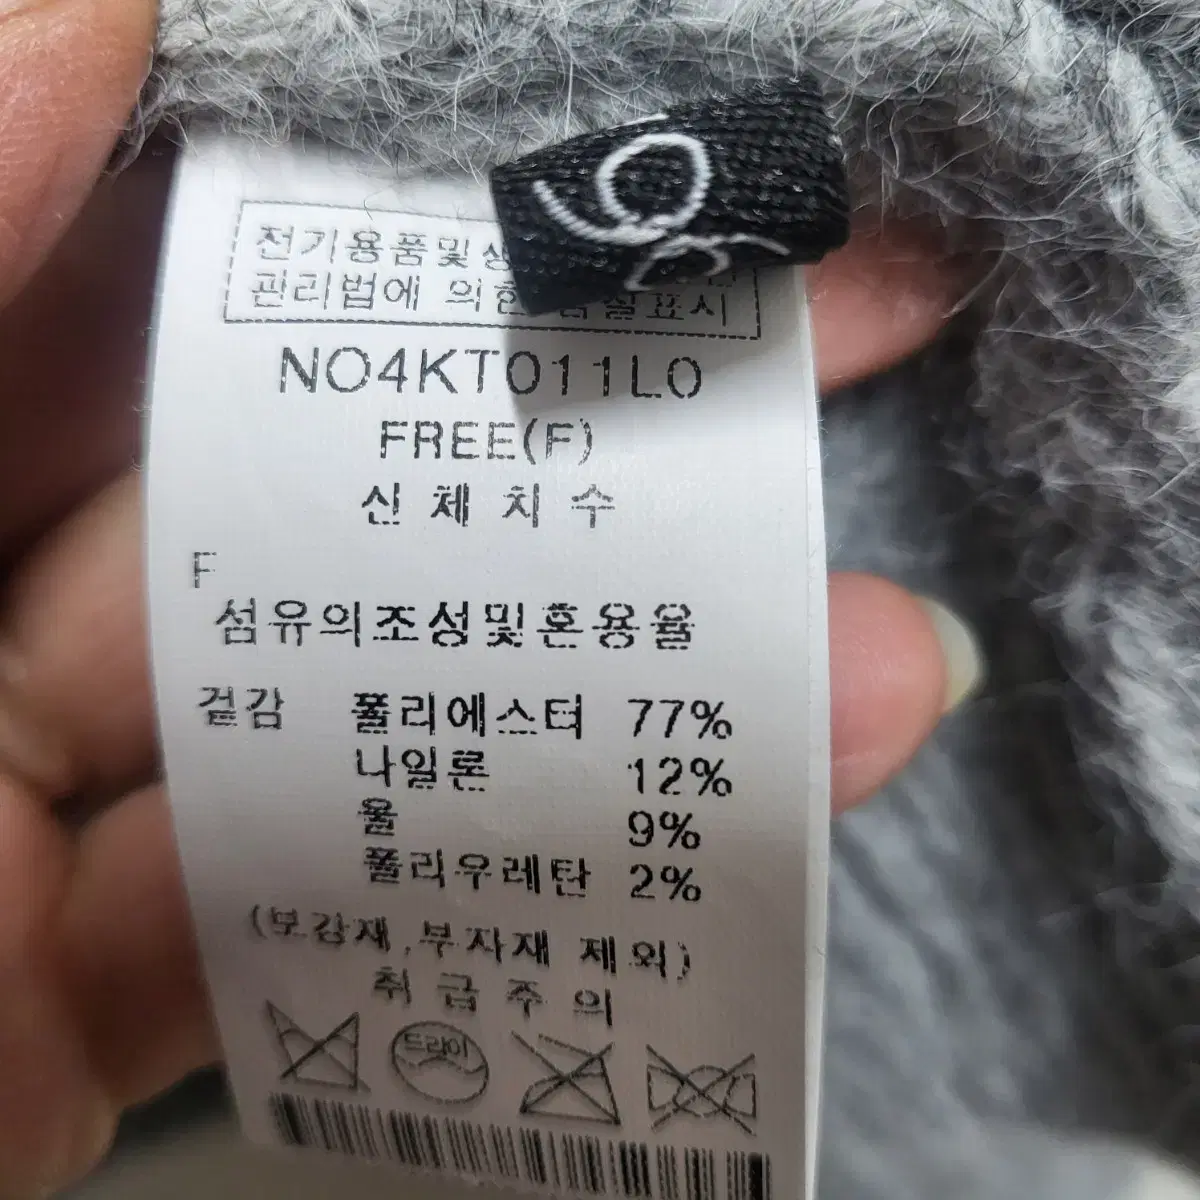 전기용품및
관리법에 의한 품질표시
NO4KT011L0
FREE(F)
신체치수
F
섬유의조성및혼용율
겉감 폴리에스터 77%
나일론 12%
울 9%
폴리우레탄 2%
(보강재,부자재 제외)
취급주의
드라이